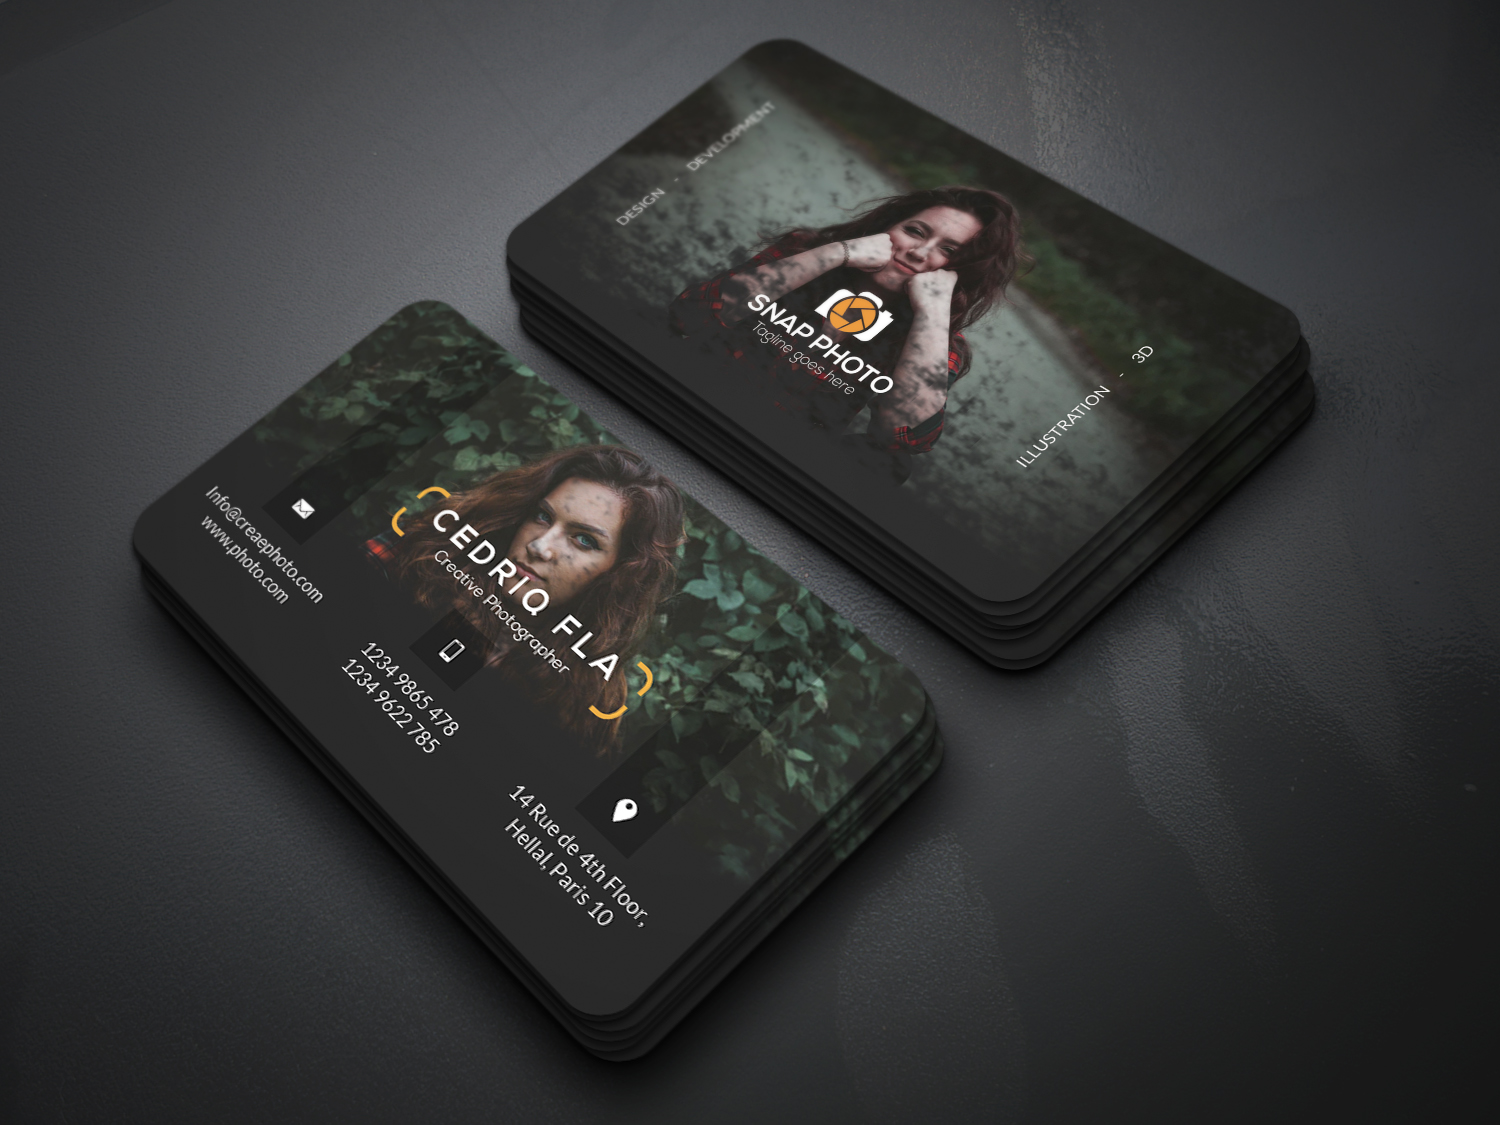 DESIGN - DEVELOPMENT
SNAP PHOTO
Tagline goes here
ILLUSTRATION - 3D
CEDRIQ FLA
Creative Photographer
Info@creaephoto.com
www.photo.com
1234 9865 478
1234 9622 785
14 Rue de 4th Floor,
Hellal, Paris 10